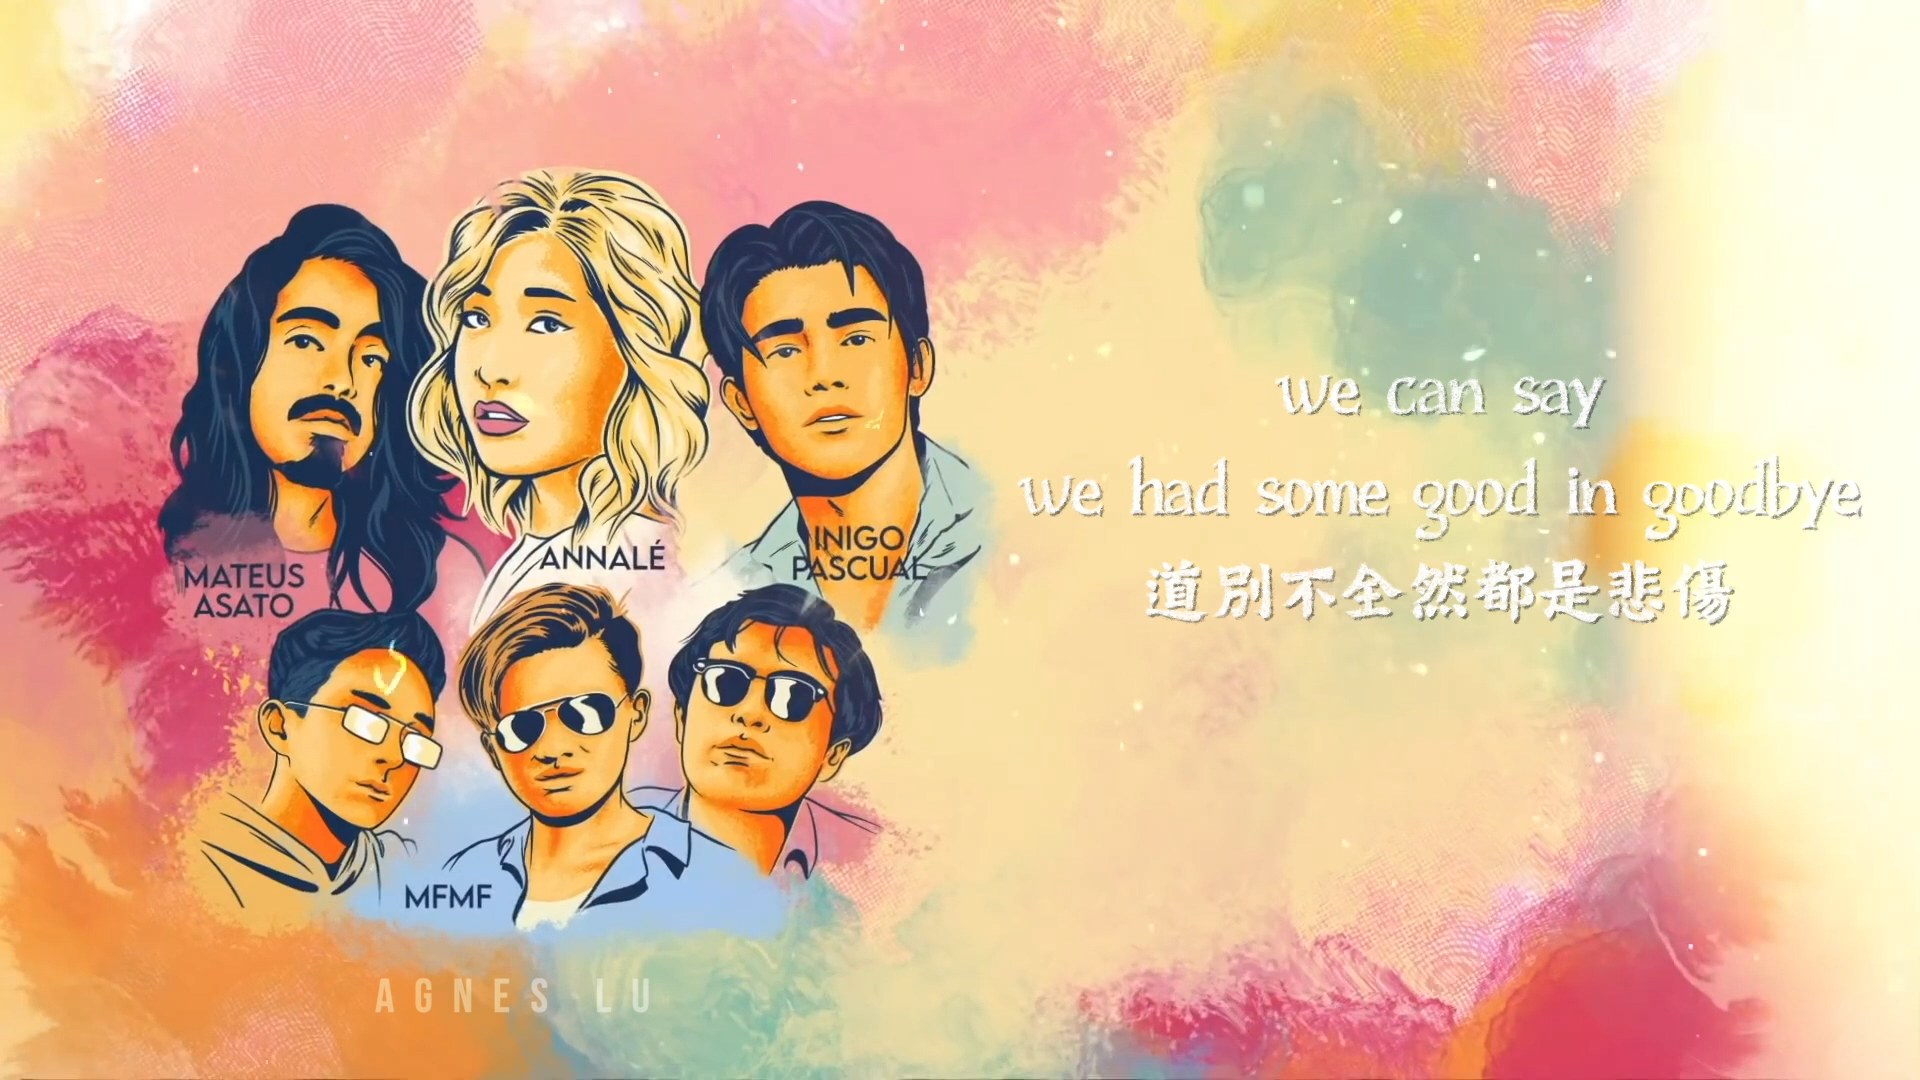 MATEUS
ASATO
ANNALÉ
INIGO
PASCUAL
MFMF
AGNES LU
we can say
we had some good in goodbye
道別不全然都是悲傷